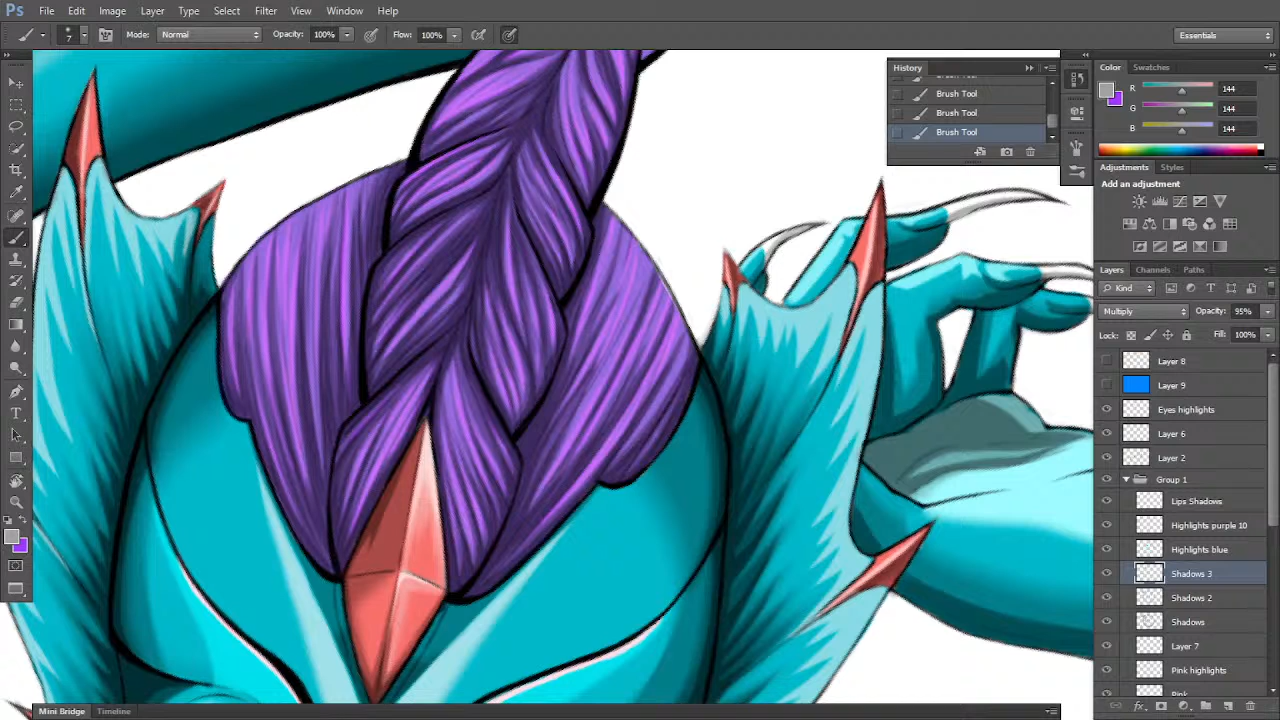 Ps File Edit Image Layer Type Select Filter View Window Help
7 Mode: Normal Opacity: 100% Flow: 100% Essentials
History
Brush Tool
Brush Tool
Brush Tool
Color Swatches
R 144
G 144
B 144
Adjustments Styles
Add an adjustment
Layers Channels Paths
Kind
Multiply Opacity: 95%
Lock: Fill: 100%
Layer 8
Layer 9
Eyes highlights
Layer 6
Layer 2
Group 1
Lips Shadows
Highlights purple 10
Highlights blue
Shadows 3
Shadows 2
Shadows
Layer 7
Pink highlights
Pink
Mini Bridge Timeline